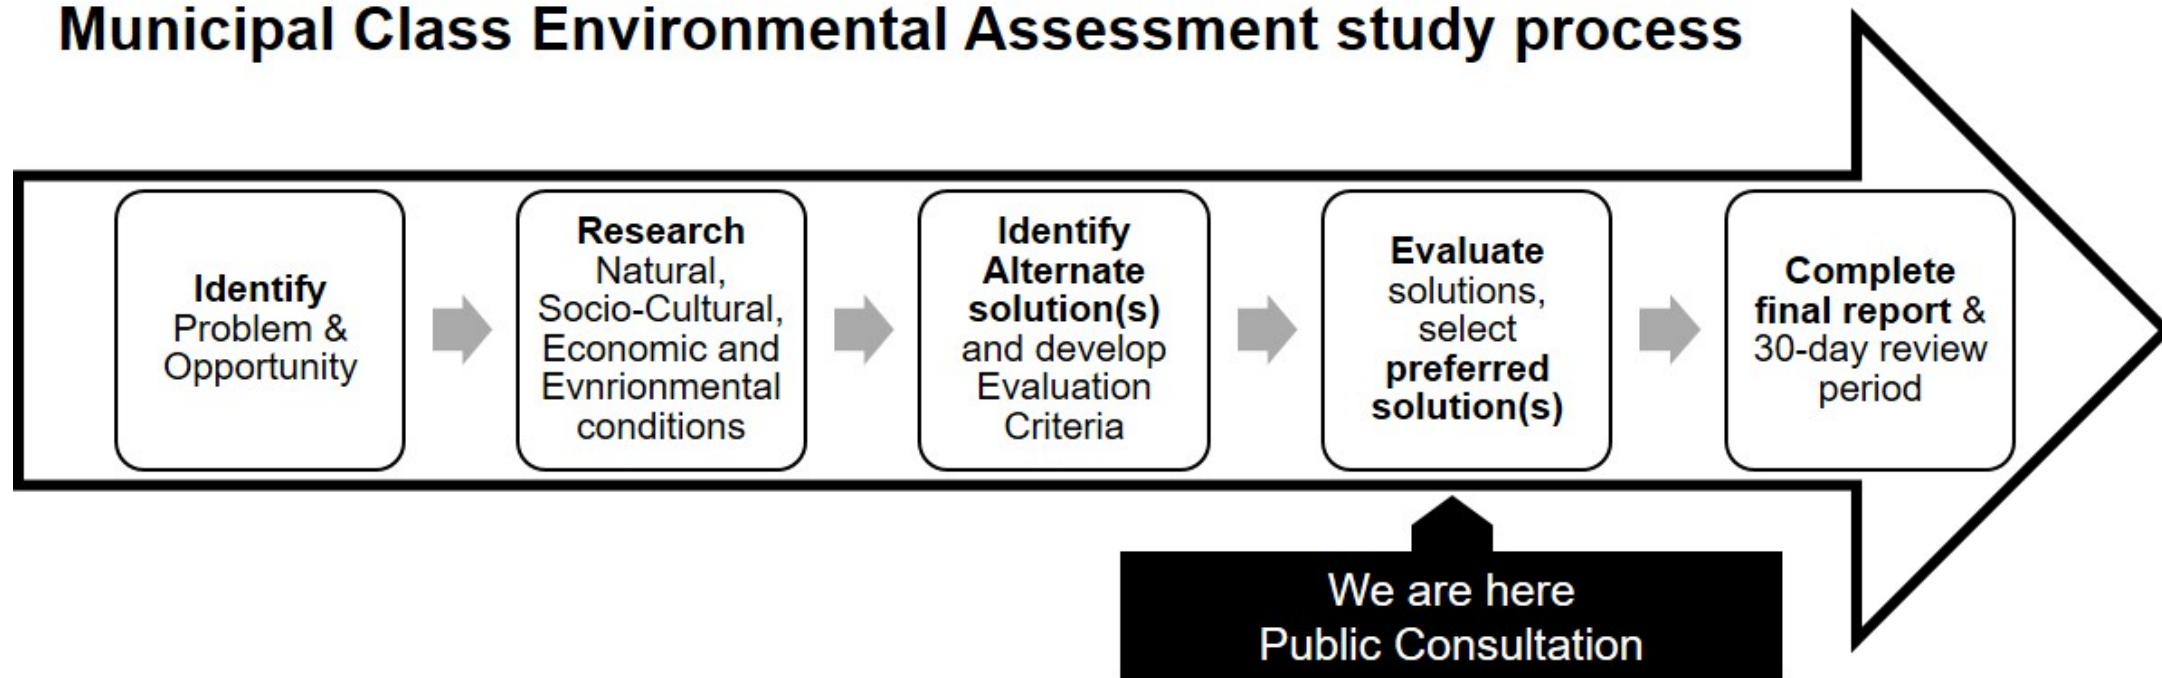 Municipal Class Environmental Assessment study process
Identify
Problem &
Opportunity
Research
Natural,
Socio-Cultural,
Economic and
Evnrionmental
conditions
Identify
Alternate
solution(s)
and develop
Evaluation
Criteria
Evaluate
solutions,
select
preferred
solution(s)
Complete
final report &
30-day review
period
We are here
Public Consultation